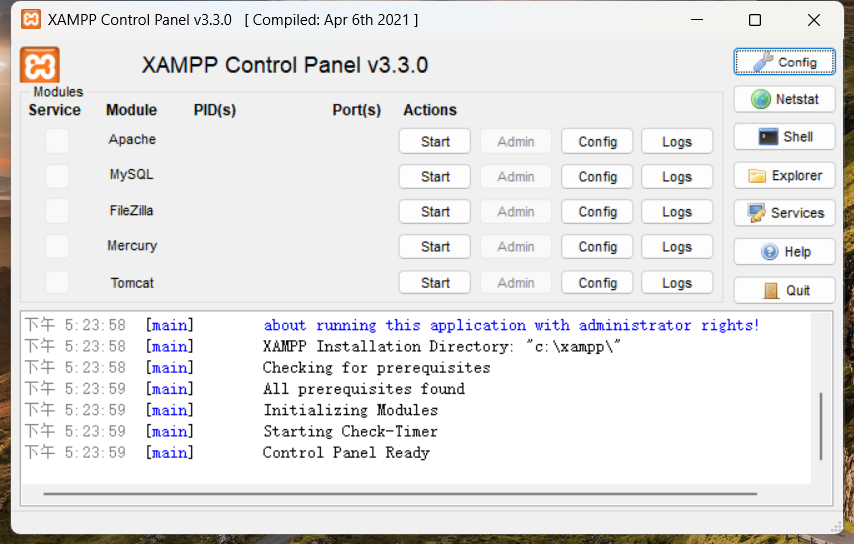 XAMPP Control Panel v3.3.0 [ Compiled: Apr 6th 2021 ]
XAMPP Control Panel v3.3.0
Config
Modules
Service Module PID(s) Port(s) Actions
Netstat
Apache Start Admin Config Logs
Shell
MySQL Start Admin Config Logs
Explorer
FileZilla Start Admin Config Logs
Services
Mercury Start Admin Config Logs
Help
Tomcat Start Admin Config Logs
Quit
下午 5:23:58 [main] about running this application with administrator rights!
下午 5:23:58 [main] XAMPP Installation Directory: "c:\xampp\"
下午 5:23:58 [main] Checking for prerequisites
下午 5:23:59 [main] All prerequisites found
下午 5:23:59 [main] Initializing Modules
下午 5:23:59 [main] Starting Check-Timer
下午 5:23:59 [main] Control Panel Ready